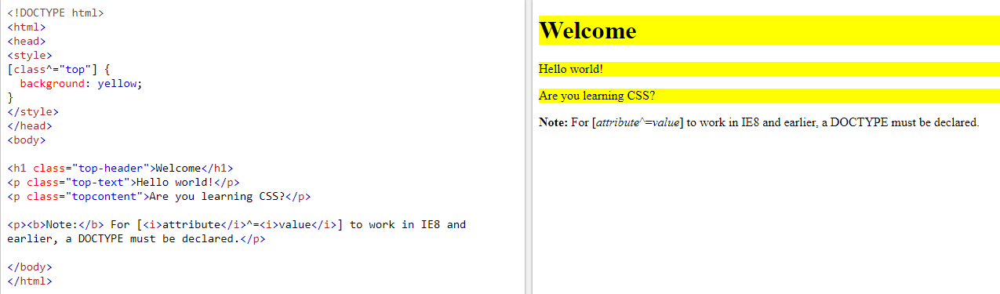 <!DOCTYPE html>
<html>
<head>
<style>
[class^="top"] {
  background: yellow;
}
</style>
</head>
<body>

<h1 class="top-header">Welcome</h1>
<p class="top-text">Hello world!</p>
<p class="topcontent">Are you learning CSS?</p>

<p><b>Note:</b> For [<i>attribute</i>^=<i>value</i>] to work in IE8 and
earlier, a DOCTYPE must be declared.</p>

</body>
</html>
Welcome
Hello world!
Are you learning CSS?
Note: For [attribute^=value] to work in IE8 and earlier, a DOCTYPE must be declared.